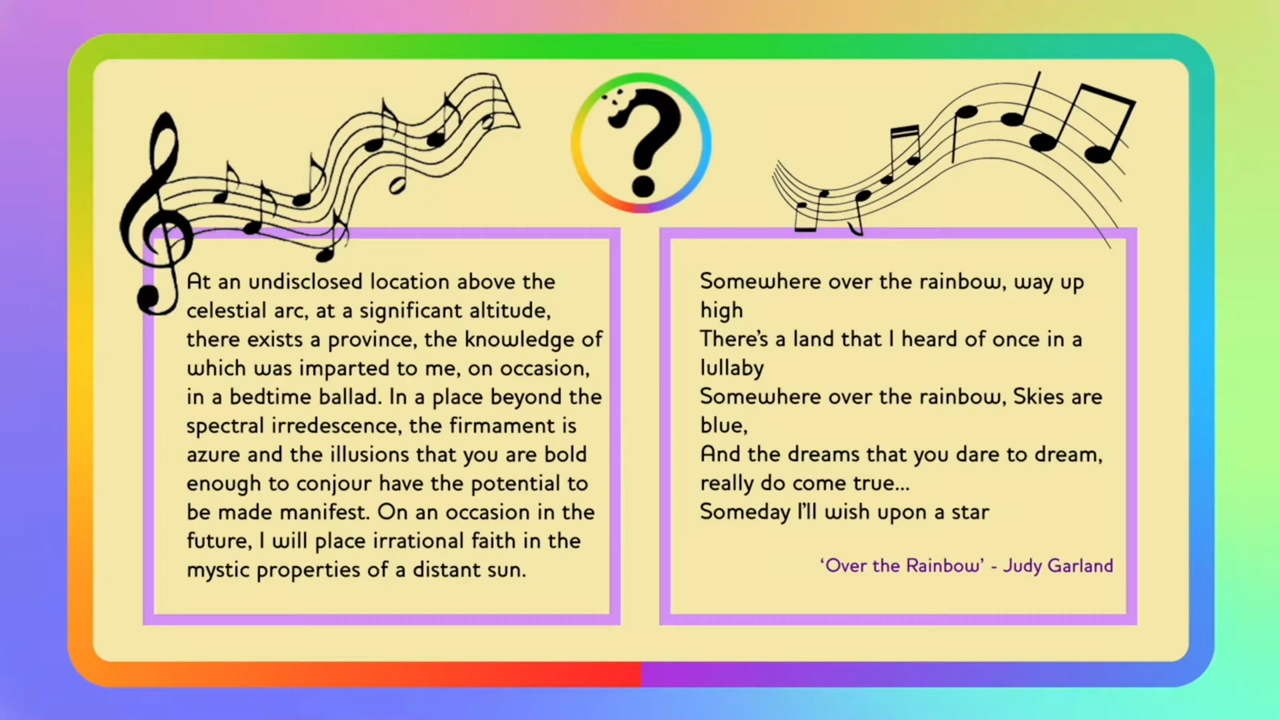 At an undisclosed location above the
celestial arc, at a significant altitude,
there exists a province, the knowledge of
which was imparted to me, on occasion,
in a bedtime ballad. In a place beyond the
spectral irredescence, the firmament is
azure and the illusions that you are bold
enough to conjour have the potential to
be made manifest. On an occasion in the
future, I will place irrational faith in the
mystic properties of a distant sun.
Somewhere over the rainbow, way up
high
There's a land that I heard of once in a
lullaby
Somewhere over the rainbow, Skies are
blue,
And the dreams that you dare to dream,
really do come true...
Someday I'll wish upon a star
‘Over the Rainbow’ - Judy Garland